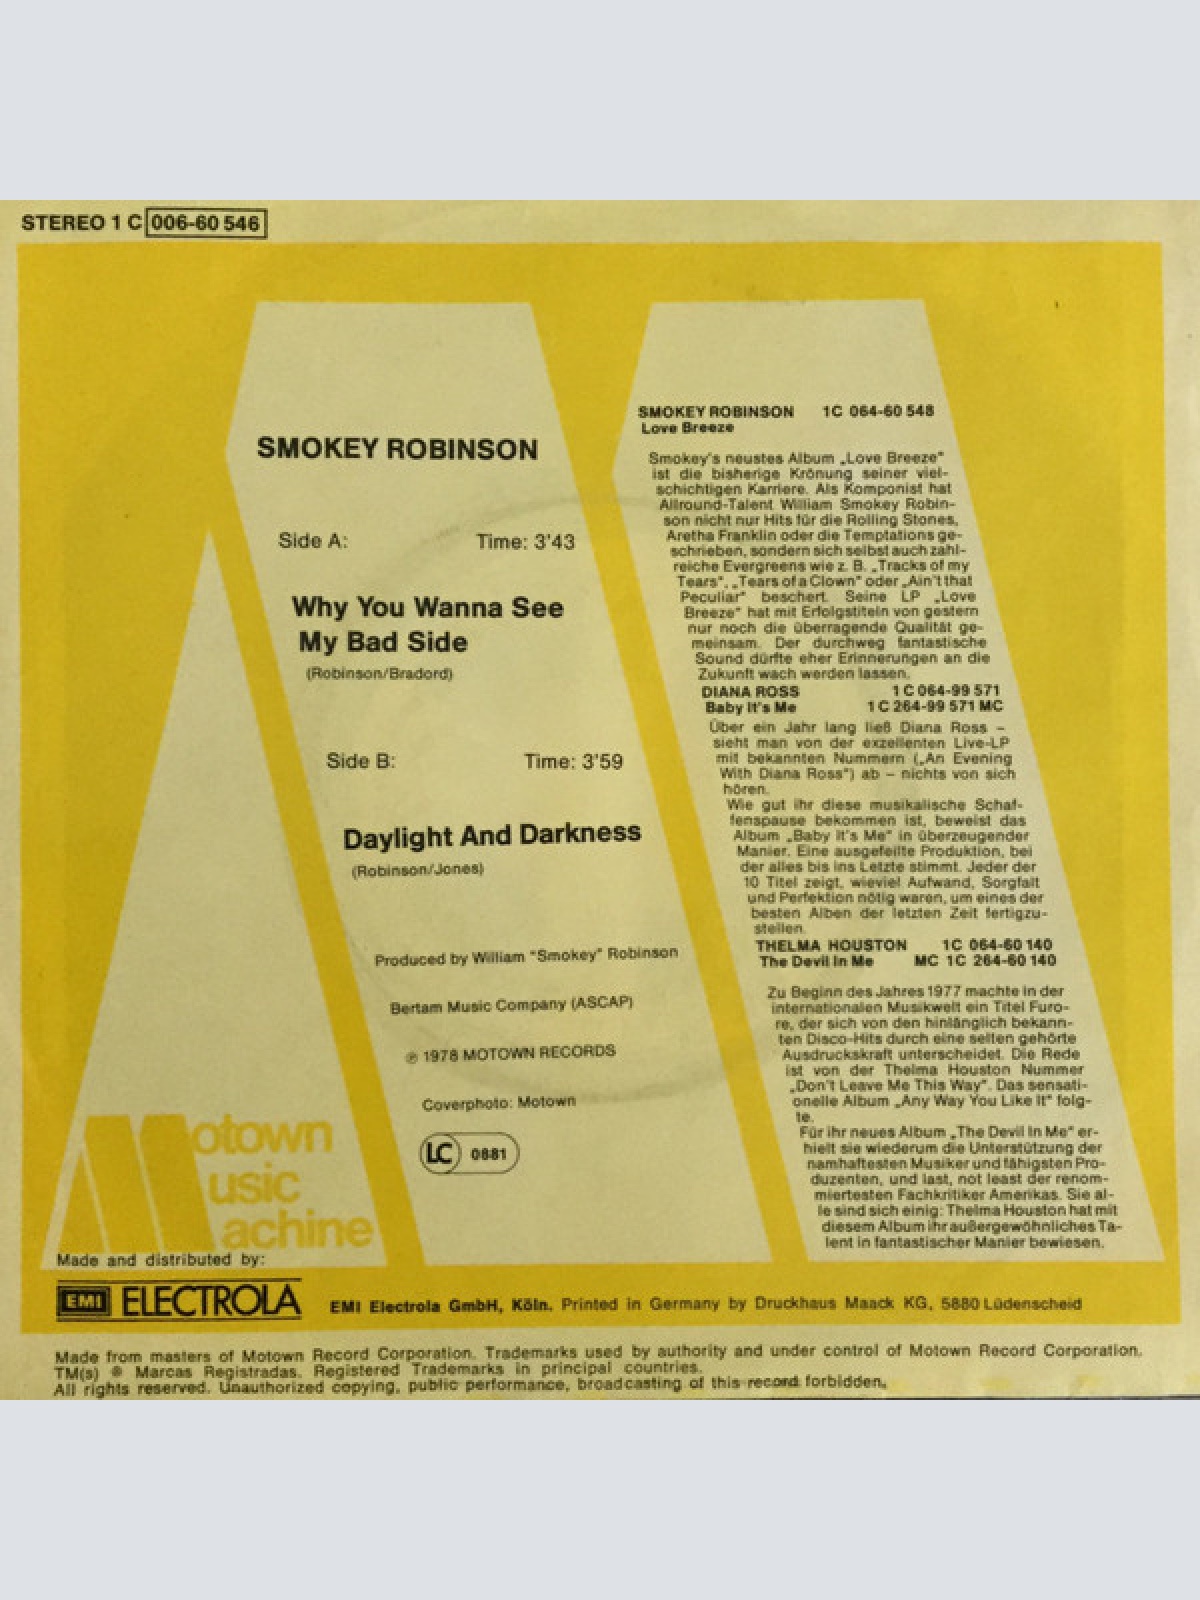 STEREO 1 C 006-60 546
SMOKEY ROBINSON
Side A: Time: 3'43
Why You Wanna See
My Bad Side
(Robinson/Bradord)
Side B: Time: 3'59
Daylight And Darkness
(Robinson/Jones)
Produced by William "Smokey" Robinson
Bertam Music Company (ASCAP)
℗ 1978 MOTOWN RECORDS
Coverphoto: Motown
LC 0881
SMOKEY ROBINSON 1C 064-60 548
Love Breeze
Smokey's neustes Album „Love Breeze"
ist die bisherige Krönung seiner viel-
schichtigen Karriere. Als Komponist hat
Allround-Talent William Smokey Robin-
son nicht nur Hits für die Rolling Stones,
Aretha Franklin oder die Temptations ge-
schrieben, sondern sich selbst auch zahl-
reiche Evergreens wie z. B. „Tracks of my
Tears", „Tears of a Clown" oder „Ain't that
Peculiar" beschert. Seine LP „Love
Breeze" hat mit Erfolgstiteln von gestern
nur noch die überragende Qualität ge-
meinsam. Der durchweg fantastische
Sound dürfte eher Erinnerungen an die
Zukunft wach werden lassen.
DIANA ROSS 1 C 064-99 571
Baby It's Me 1 C 264-99 571 MC
Über ein Jahr lang ließ Diana Ross –
sieht man von der exzellenten Live-LP
mit bekannten Nummern („An Evening
With Diana Ross") ab – nichts von sich
hören.
Wie gut ihr diese musikalische Schaf-
fenspause bekommen ist, beweist das
Album „Baby It's Me" in überzeugender
Manier. Eine ausgefeilte Produktion, bei
der alles bis ins Letzte stimmt. Jeder der
10 Titel zeigt, wieviel Aufwand, Sorgfalt
und Perfektion nötig waren, um eines der
besten Alben der letzten Zeit fertigzu-
stellen.
THELMA HOUSTON 1C 064-60 140
The Devil In Me MC 1C 264-60 140
Zu Beginn des Jahres 1977 machte in der
internationalen Musikwelt ein Titel Furo-
re, der sich von den hinlänglich bekann-
ten Disco-Hits durch eine selten gehörte
Ausdruckskraft unterscheidet. Die Rede
ist von der Thelma Houston Nummer
„Don't Leave Me This Way". Das sensati-
onelle Album „Any Way You Like It" folg-
te.
Für ihr neues Album „The Devil In Me" er-
hielt sie wiederum die Unterstützung der
namhaftesten Musiker und fähigsten Pro-
duzenten, und last, not least der renom-
miertesten Fachkritiker Amerikas. Sie al-
le sind sich einig: Thelma Houston hat mit
diesem Album ihr außergewöhnliches Ta-
lent in fantastischer Manier bewiesen.
Motown
Music
Machine
Made and distributed by:
EMI ELECTROLA
EMI Electrola GmbH, Köln. Printed in Germany by Druckhaus Maack KG, 5880 Lüdenscheid
Made from masters of Motown Record Corporation. Trademarks used by authority and under control of Motown Record Corporation.
TM(s) ® Marcas Registradas. Registered Trademarks in principal countries.
All rights reserved. Unauthorized copying, public performance, broadcasting of this record forbidden.